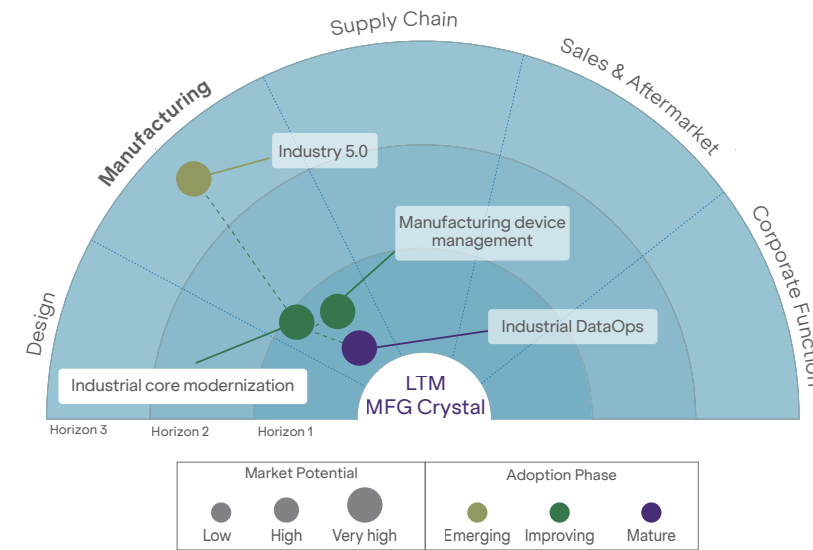 Supply Chain
Sales & Aftermarket
Manufacturing
Industry 5.0
Manufacturing device
management
Corporate Function
Design
Industrial DataOps
Industrial core modernization
LTM
MFG Crystal
Horizon 3
Horizon 2
Horizon 1
Market Potential
Adoption Phase
Low
High
Very high
Emerging
Improving
Mature